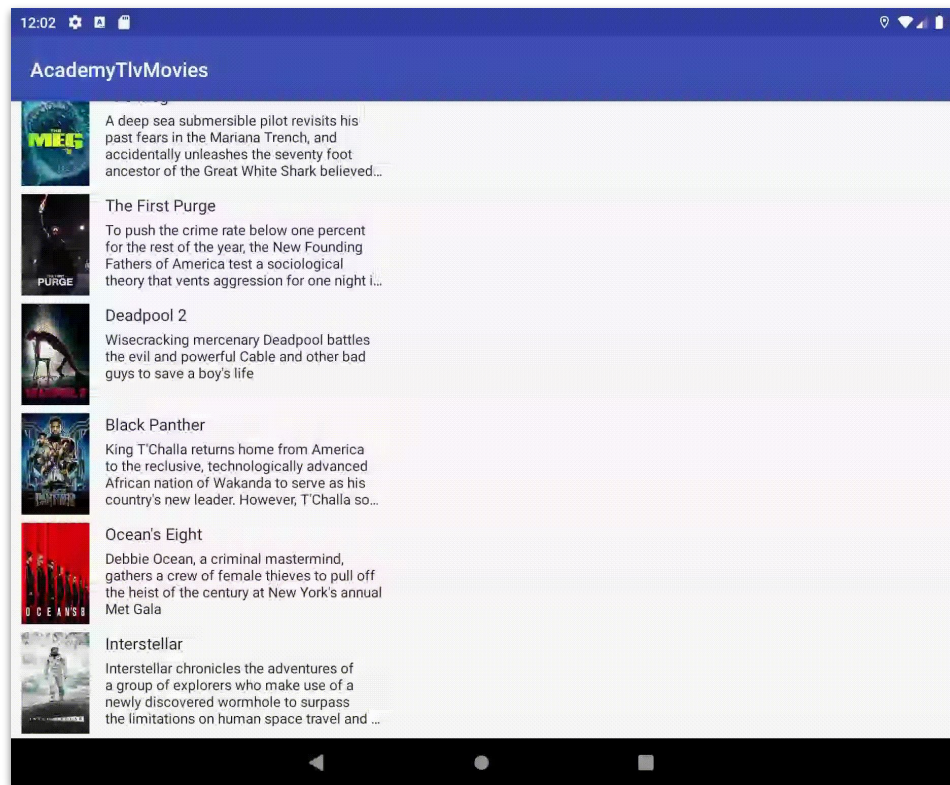 12:02
AcademyTlvMovies
THE
MEG
A deep sea submersible pilot revisits his
past fears in the Mariana Trench, and
accidentally unleashes the seventy foot
ancestor of the Great White Shark believed...
The First Purge
PURGE
To push the crime rate below one percent
for the rest of the year, the New Founding
Fathers of America test a sociological
theory that vents aggression for one night i...
Deadpool 2
Wisecracking mercenary Deadpool battles
the evil and powerful Cable and other bad
guys to save a boy's life
Black Panther
King T'Challa returns home from America
to the reclusive, technologically advanced
African nation of Wakanda to serve as his
country's new leader. However, T'Challa so...
Ocean's Eight
OCEANS8
Debbie Ocean, a criminal mastermind,
gathers a crew of female thieves to pull off
the heist of the century at New York's annual
Met Gala
Interstellar
Interstellar chronicles the adventures of
a group of explorers who make use of a
newly discovered wormhole to surpass
the limitations on human space travel and ...